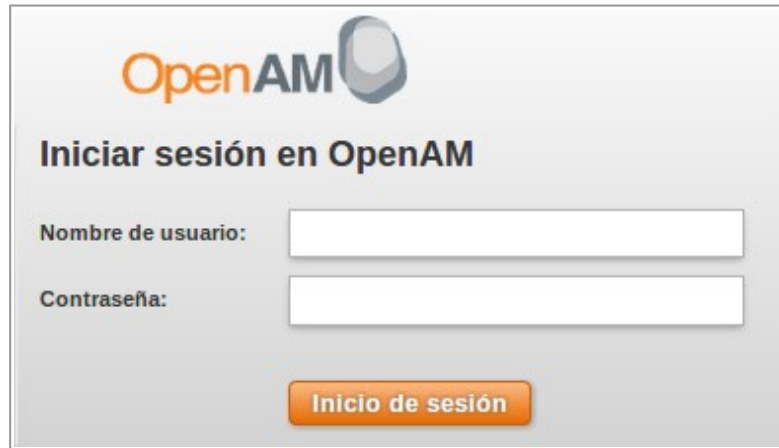 OpenAM
Iniciar sesión en OpenAM
Nombre de usuario:
Contraseña:
Inicio de sesión